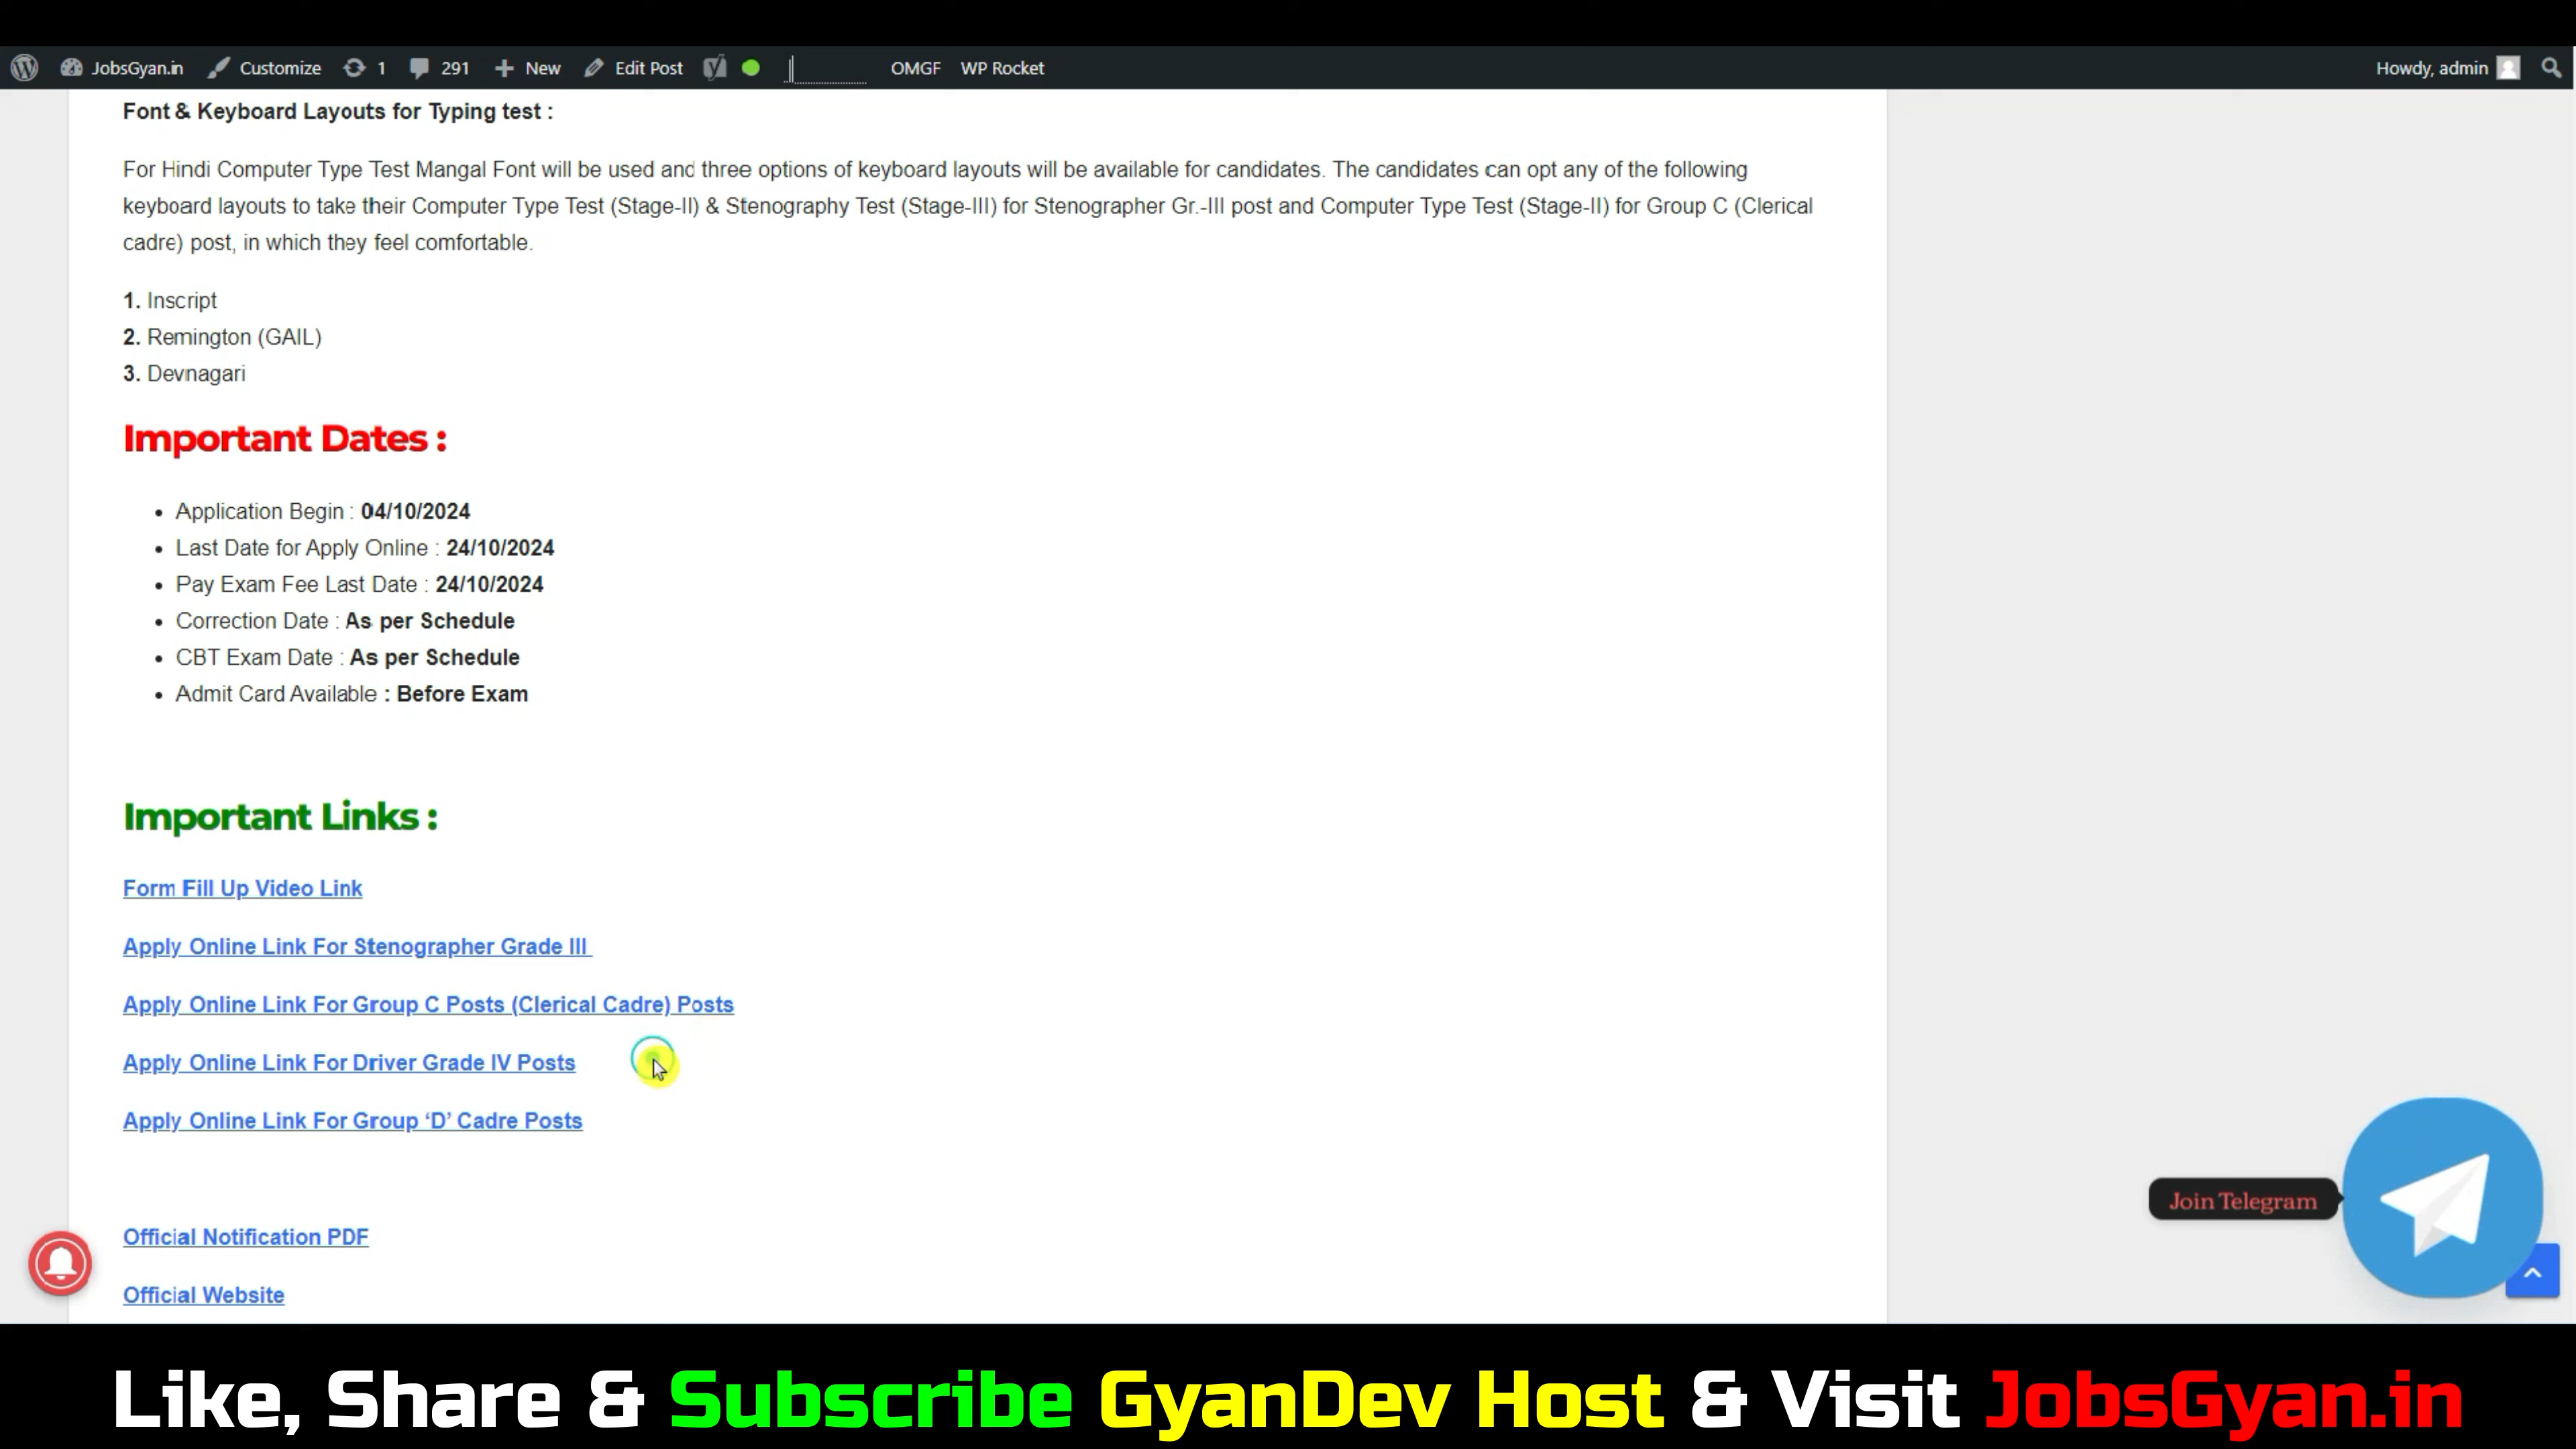 JobsGyan.in Customize 1 291 New Edit Post OMGF WP Rocket Howdy, admin
Font & Keyboard Layouts for Typing test :
For Hindi Computer Type Test Mangal Font will be used and three options of keyboard layouts will be available for candidates. The candidates can opt any of the following
keyboard layouts to take their Computer Type Test (Stage-II) & Stenography Test (Stage-III) for Stenographer Gr.-III post and Computer Type Test (Stage-II) for Group C (Clerical
cadre) post, in which they feel comfortable.
1. Inscript
2. Remington (GAIL)
3. Devnagari
Important Dates :
• Application Begin : 04/10/2024
• Last Date for Apply Online : 24/10/2024
• Pay Exam Fee Last Date : 24/10/2024
• Correction Date : As per Schedule
• CBT Exam Date : As per Schedule
• Admit Card Available : Before Exam
Important Links :
Form Fill Up Video Link
Apply Online Link For Stenographer Grade III
Apply Online Link For Group C Posts (Clerical Cadre) Posts
Apply Online Link For Driver Grade IV Posts
Apply Online Link For Group ‘D’ Cadre Posts
Join Telegram
Official Notification PDF
Official Website
Like, Share & Subscribe GyanDev Host & Visit JobsGyan.in